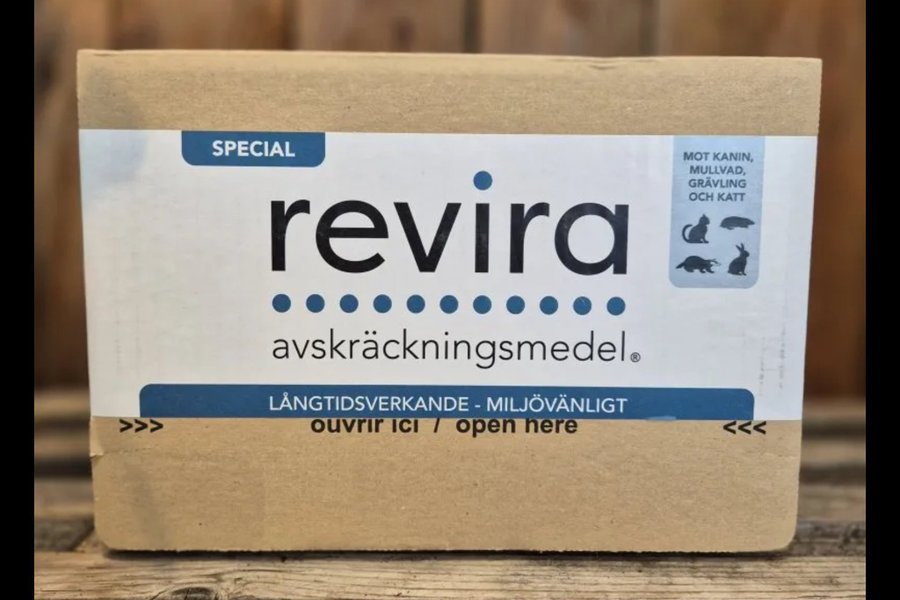 SPECIAL
revira
avskräckningsmedel®
LÅNGTIDSVERKANDE - MILJÖVÄNLIGT
MOT KANIN,
MULLVAD,
GRÄVLING
OCH KATT
>>> ouvrir ici / open here <<<